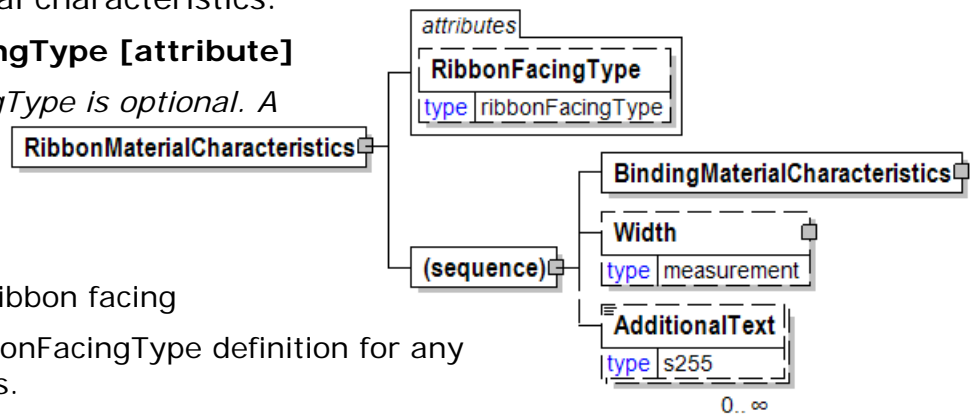 al characteristics.
ngType [attribute]
gType is optional. A
ibbon facing
onFacingType definition for any
s.
attributes
RibbonFacingType
type ribbonFacingType
RibbonMaterialCharacteristics
(sequence)
BindingMaterialCharacteristics
Width
type measurement
AdditionalText
type s255
0.. ∞